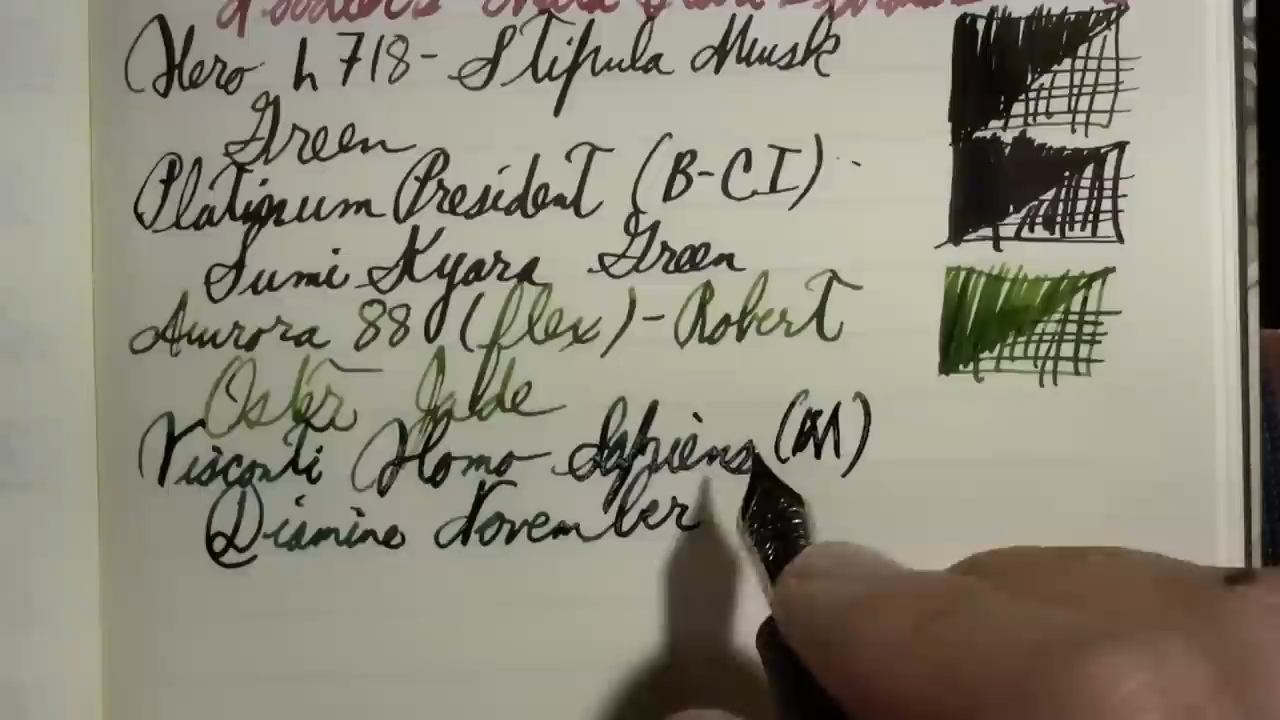 Hero h 718 - Stipula Musk
Green
Platinum President (B-CI)
Sumi Kyara Green
Aurora 88 (flex) - Robert
Oster Jade
Visconti Homo Sapiens (M)
Diamine November